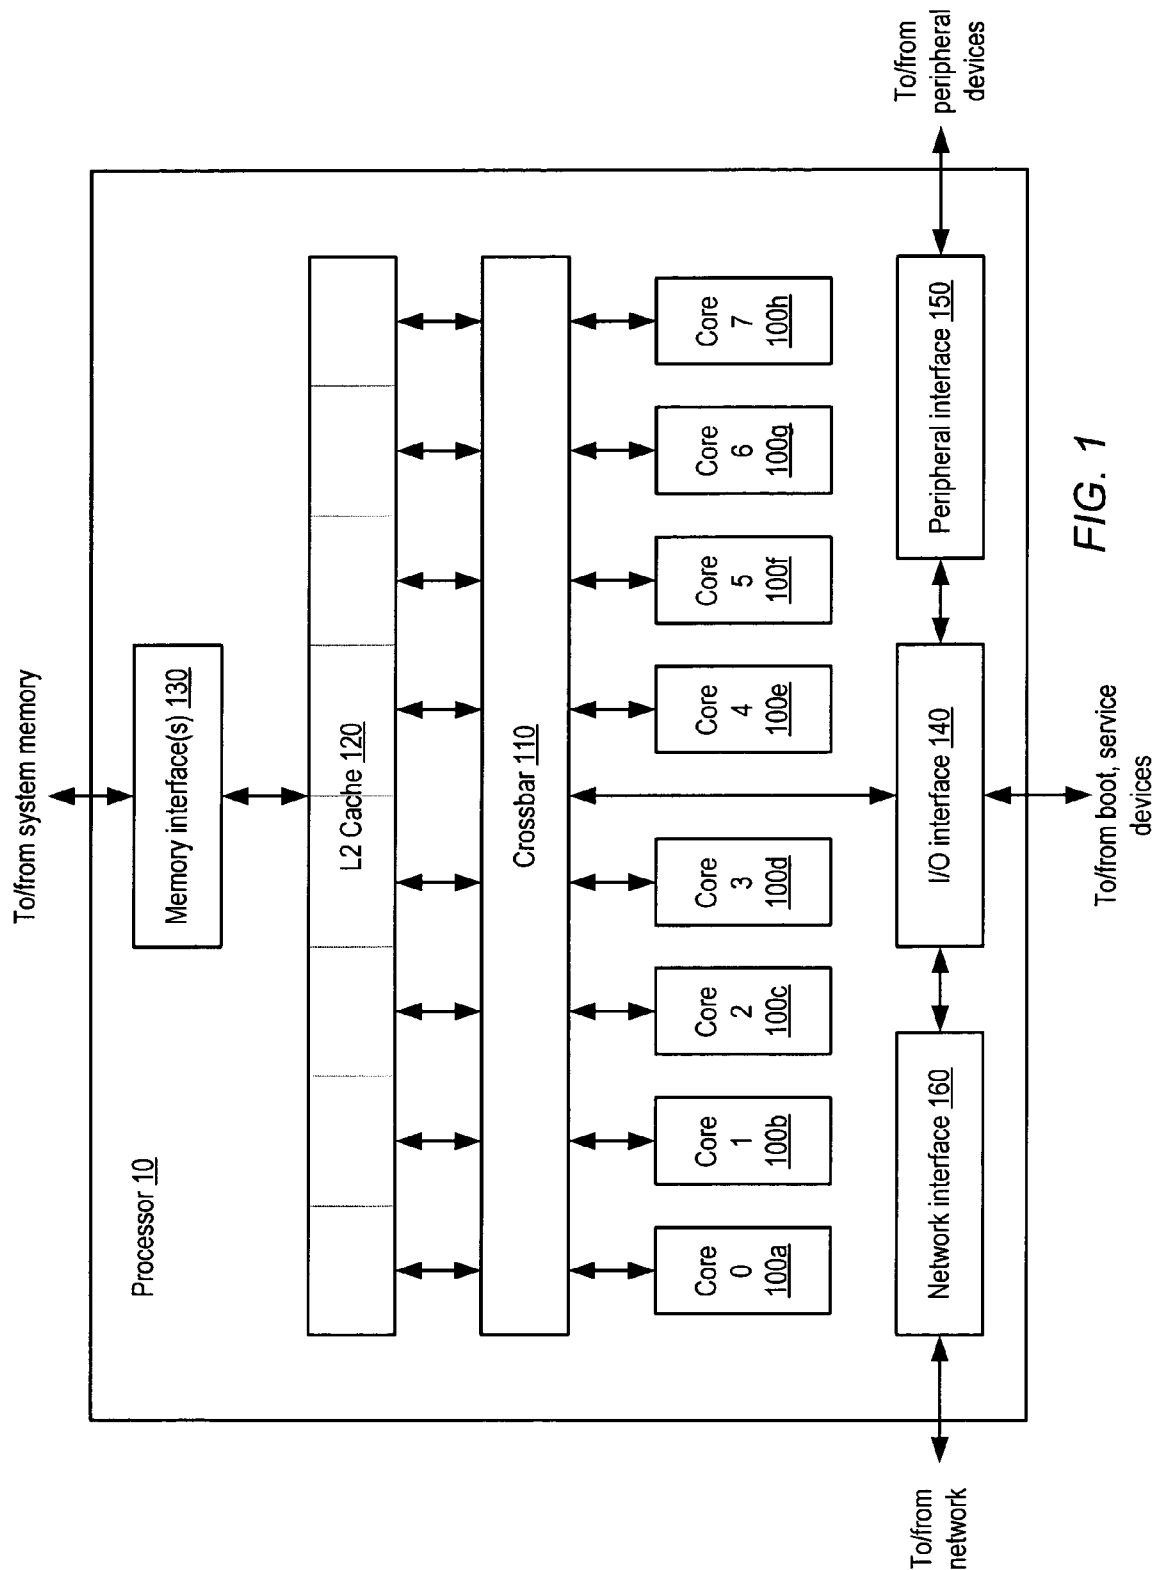 To/from system memory
Processor 10
Memory interface(s) 130
L2 Cache 120
Crossbar 110
Core
0
100a
Core
1
100b
Core
2
100c
Core
3
100d
Core
4
100e
Core
5
100f
Core
6
100g
Core
7
100h
To/from
network
Network interface 160
I/O interface 140
Peripheral interface 150
To/from
peripheral
devices
To/from boot, service
devices
FIG. 1